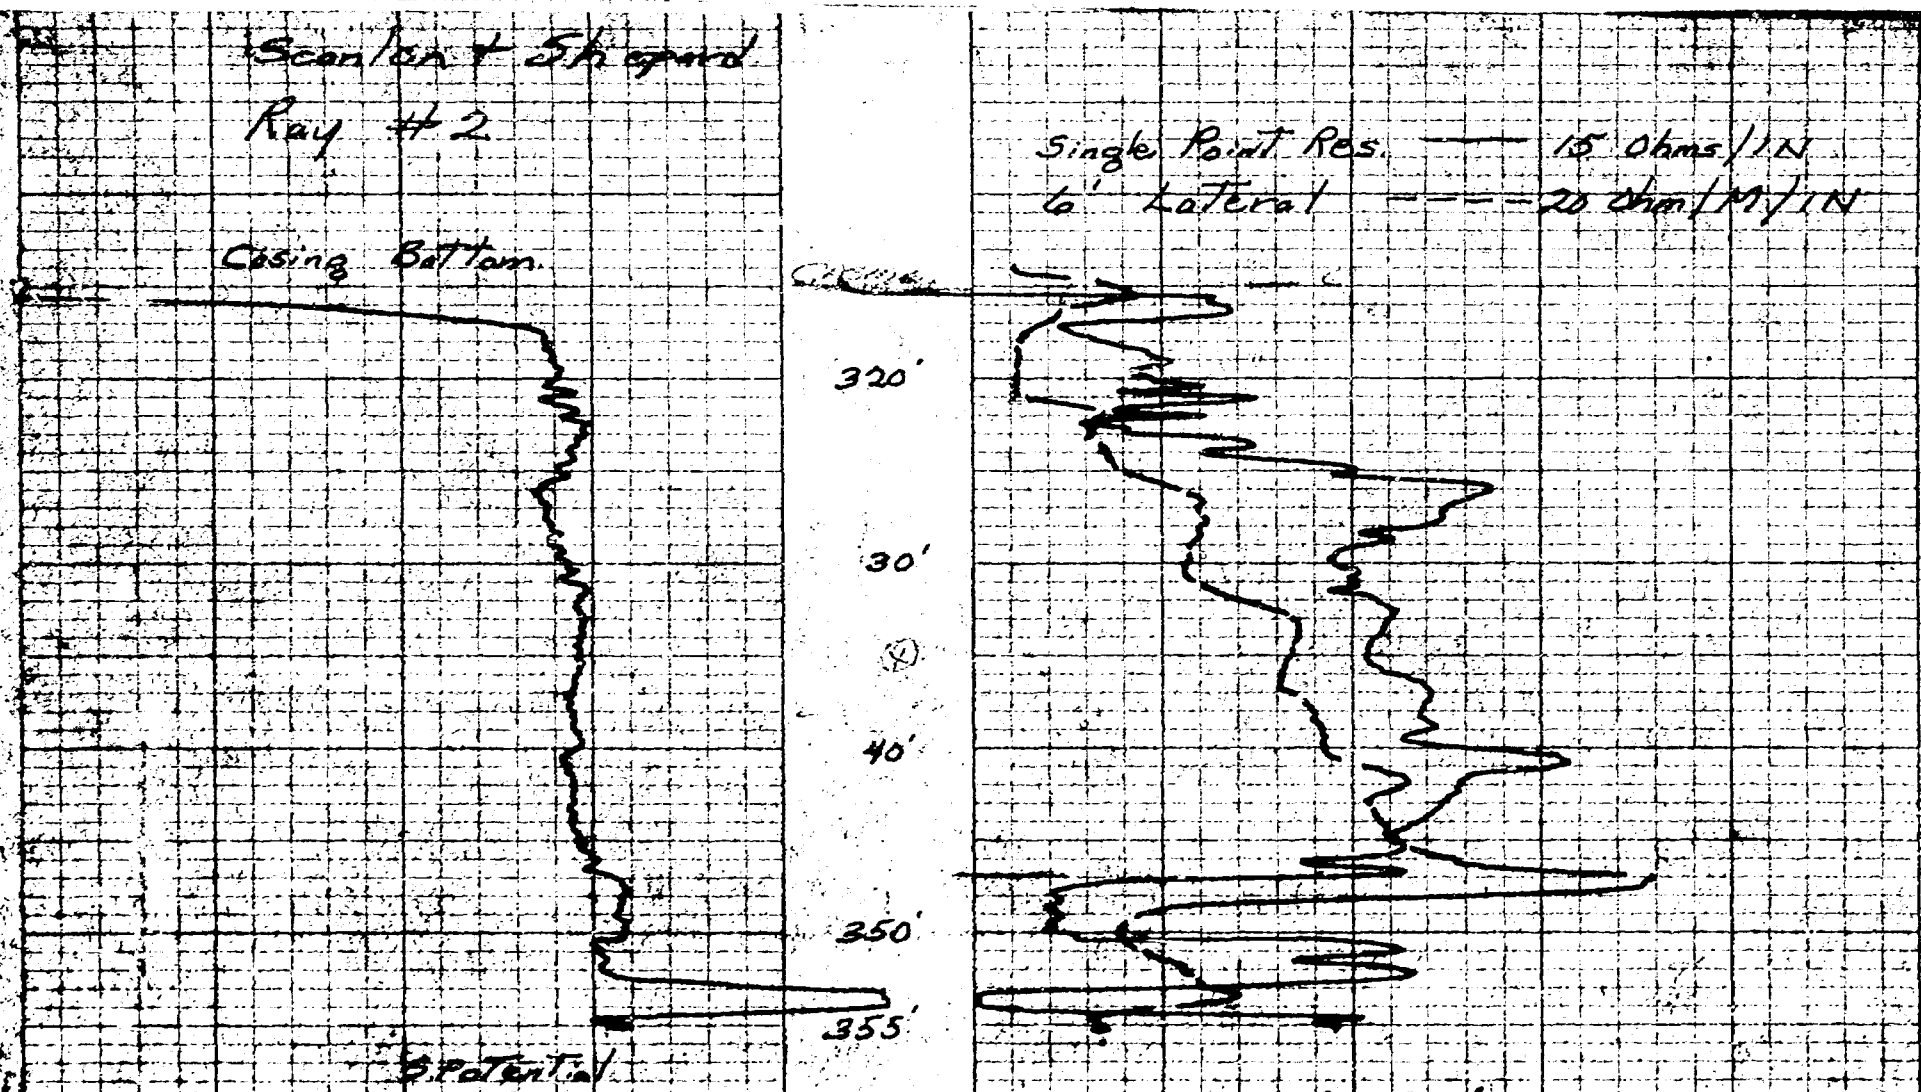 Scanlon + Shepard
Ray #2
Single Point Res. —— 15 Ohms/IN
6' Lateral ----- 20 Ohm/M/IN
Casing Bottom
320'
30'
40'
350'
355'
S.Potential